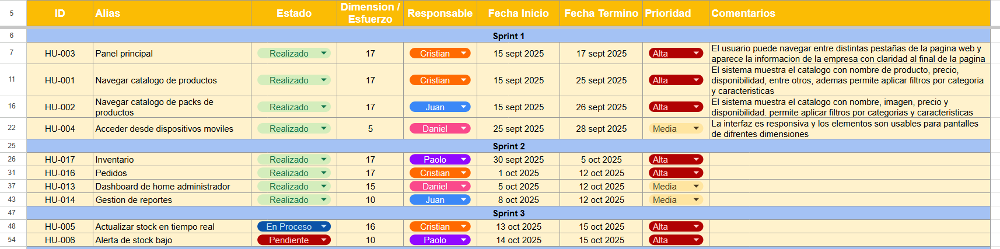 5 ID Alias Estado Dimension / Esfuerzo Responsable Fecha Inicio Fecha Termino Prioridad Comentarios
6 Sprint 1
7 HU-003 Panel principal Realizado 17 Cristian 15 sept 2025 17 sept 2025 Alta El usuario puede navegar entre distintas pestañas de la pagina web y
aparece la informacion de la empresa con claridad al final de la pagina
11 HU-001 Navegar catalogo de productos Realizado 17 Cristian 15 sept 2025 25 sept 2025 Alta El sistema muestra el catalogo con nombre de producto, precio,
disponibilidad, entre otros, ademas permite aplicar filtros por categoria
y caracteristicas
16 HU-002 Navegar catalogo de packs de productos Realizado 17 Juan 15 sept 2025 26 sept 2025 Alta El sistema muestra el catalogo con nombre, imagen, precio y
disponibilidad. permite aplicar filtros por categorias y caracteristicas
22 HU-004 Acceder desde dispositivos moviles Realizado 5 Daniel 25 sept 2025 28 sept 2025 Media La interfaz es responsiva y los elementos son usables para pantalles
de difrentes dimensiones
25 Sprint 2
26 HU-017 Inventario Realizado 17 Paolo 30 sept 2025 5 oct 2025 Alta
31 HU-016 Pedidos Realizado 17 Cristian 1 oct 2025 12 oct 2025 Alta
37 HU-013 Dashboard de home administrador Realizado 15 Daniel 5 oct 2025 12 oct 2025 Media
43 HU-014 Gestion de reportes Realizado 10 Juan 8 oct 2025 12 oct 2025 Media
47 Sprint 3
48 HU-005 Actualizar stock en tiempo real En Proceso 16 Cristian 13 oct 2025 15 oct 2025 Alta
54 HU-006 Alerta de stock bajo Pendiente 10 Paolo 14 oct 2025 15 oct 2025 Alta